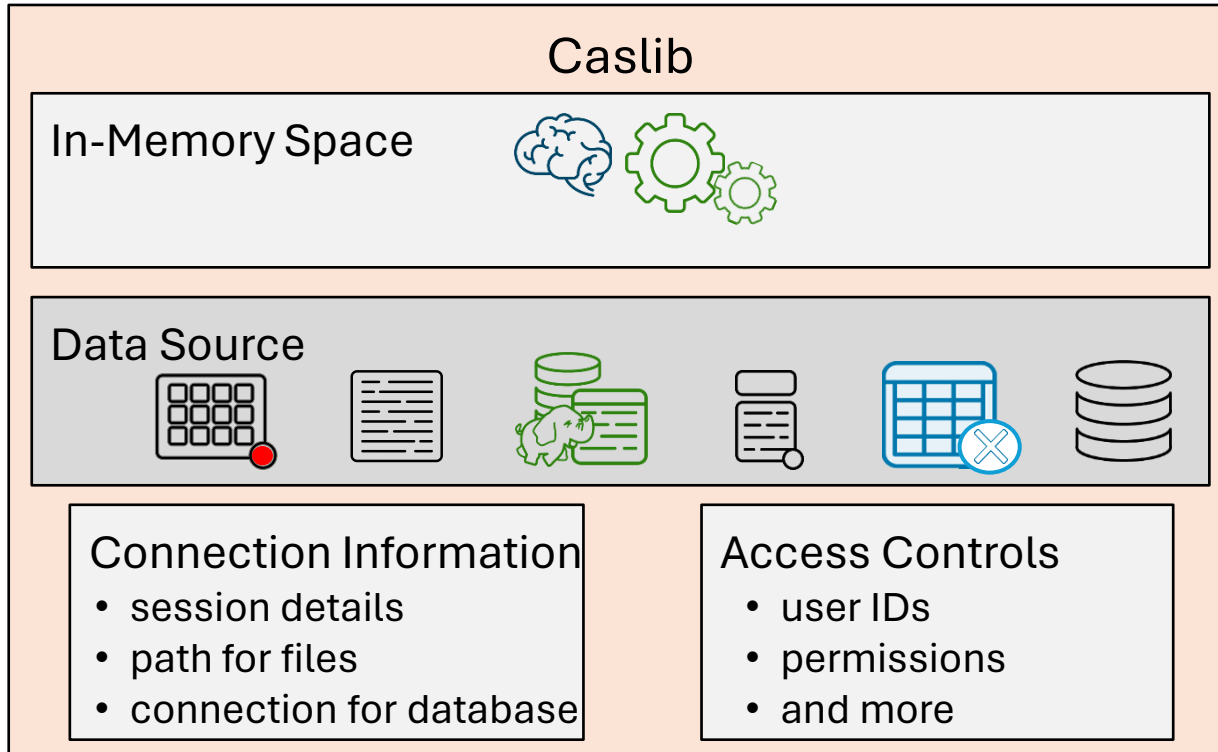 Caslib
In-Memory Space
Data Source
Connection Information
• session details
• path for files
• connection for database
Access Controls
• user IDs
• permissions
• and more